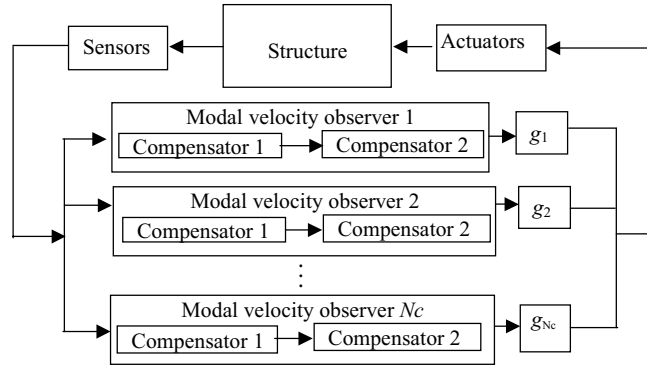 Sensors
Structure
Actuators
Modal velocity observer 1
Compensator 1
Compensator 2
g1
Modal velocity observer 2
Compensator 1
Compensator 2
g2
Modal velocity observer Nc
Compensator 1
Compensator 2
gNc